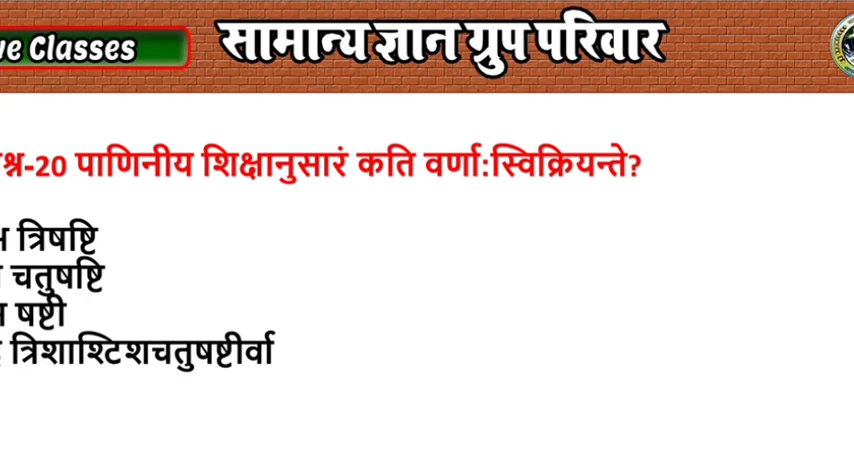 ve Classes
सामान्य ज्ञान ग्रुप परिवार
श्न-20 पाणिनीय शिक्षानुसारं कति वर्णा:स्विक्रियन्ते?
त्रिषष्टि
चतुषष्टि
षष्टी
त्रिशाश्टिशचतुषष्टीर्वा